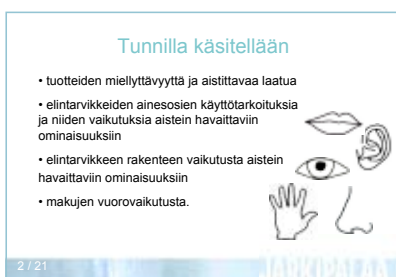 Tunnilla käsitellään
• tuotteiden miellyttävyyttä ja aistittavaa laatua
• elintarvikkeiden ainesosien käyttötarkoituksia
ja niiden vaikutuksia aistein havaittaviin
ominaisuuksiin
• elintarvikkeen rakenteen vaikutusta aistein
havaittaviin ominaisuuksiin
• makujen vuorovaikutusta.
2 / 21